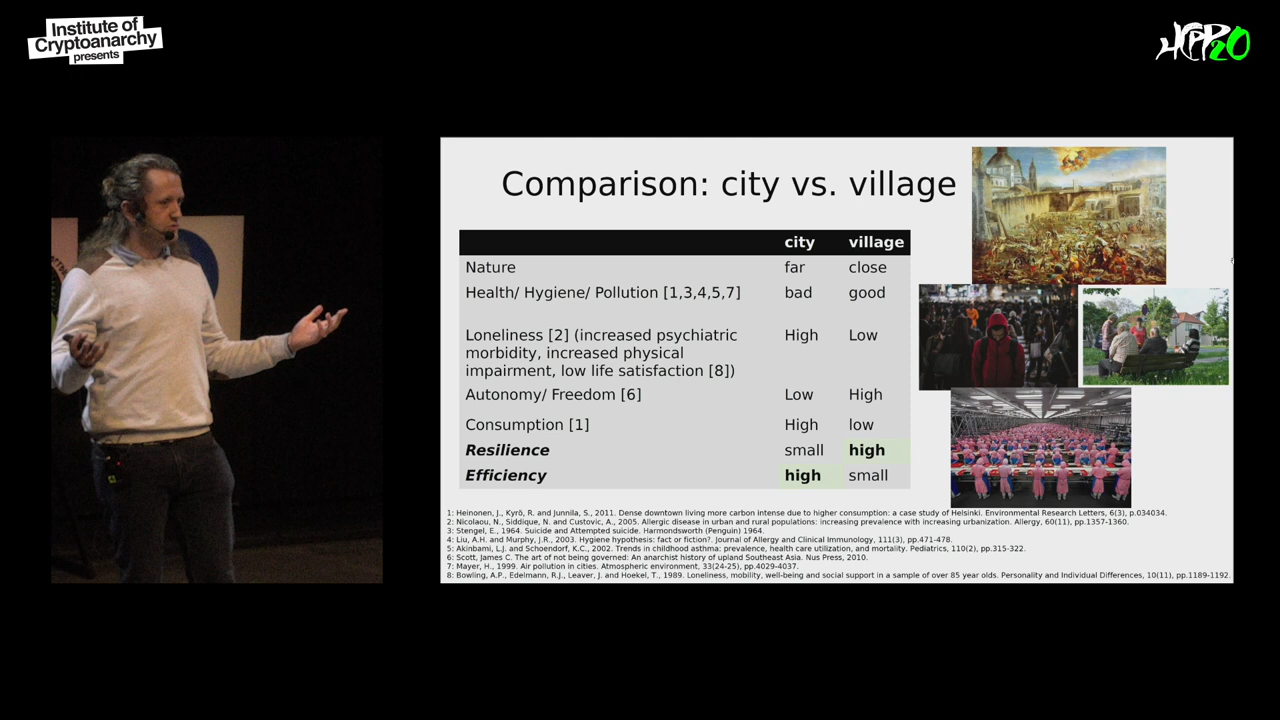 Institute of
Cryptoanarchy
presents
HCPP20
Comparison: city vs. village
city village
Nature far close
Health/ Hygiene/ Pollution [1,3,4,5,7] bad good
Loneliness [2] (increased psychiatric High Low
morbidity, increased physical
impairment, low life satisfaction [8])
Autonomy/ Freedom [6] Low High
Consumption [1] High low
Resilience small high
Efficiency high small
1: Heinonen, J., Kyrö, R. and Junnila, S., 2011. Dense downtown living more carbon intense due to higher consumption: a case study of Helsinki. Environmental Research Letters, 6(3), p.034034.
2: Nicolaou, N., Siddique, N. and Custovic, A., 2005. Allergic disease in urban and rural populations: increasing prevalence with increasing urbanization. Allergy, 60(11), pp.1357-1360.
3: Stengel, E., 1964. Suicide and Attempted suicide. Harmondsworth (Penguin) 1964.
4: Liu, A.H. and Murphy, J.R., 2003. Hygiene hypothesis: fact or fiction?. Journal of Allergy and Clinical Immunology, 111(3), pp.471-478.
5: Akinbami, L.J. and Schoendorf, K.C., 2002. Trends in childhood asthma: prevalence, health care utilization, and mortality. Pediatrics, 110(2), pp.315-322.
6: Scott, James C. The art of not being governed: An anarchist history of upland Southeast Asia. Nus Press, 2010.
7: Mayer, H., 1999. Air pollution in cities. Atmospheric environment, 33(24-25), pp.4029-4037.
8: Bowling, A.P., Edelmann, R.J., Leaver, J. and Hoekel, T., 1989. Loneliness, mobility, well-being and social support in a sample of over 85 year olds. Personality and Individual Differences, 10(11), pp.1189-1192.